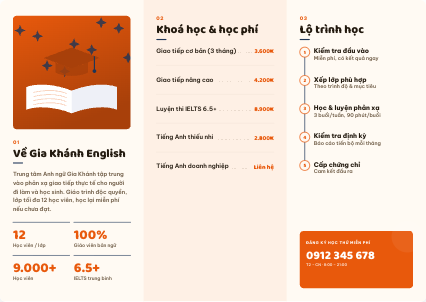 01
Về Gia Khánh English
Trung tâm Anh ngữ Gia Khánh tập trung
vào phản xạ giao tiếp thực tế cho người
đi làm và học sinh. Giáo trình độc quyền,
lớp tối đa 12 học viên, học lại miễn phí
nếu chưa đạt.
12
Học viên / lớp
100%
Giáo viên bản ngữ
9.000+
Học viên
6.5+
IELTS trung bình
02
Khoá học & học phí
Giao tiếp cơ bản (3 tháng) 3.600K
Giao tiếp nâng cao 4.200K
Luyện thi IELTS 6.5+ 8.900K
Tiếng Anh thiếu nhi 2.800K
Tiếng Anh doanh nghiệp Liên hệ
03
Lộ trình học
1 Kiểm tra đầu vào
Miễn phí, có kết quả ngay
2 Xếp lớp phù hợp
Theo trình độ & mục tiêu
3 Học & luyện phản xạ
3 buổi/tuần, 90 phút/buổi
4 Kiểm tra định kỳ
Báo cáo tiến bộ mỗi tháng
5 Cấp chứng chỉ
Cam kết đầu ra
ĐĂNG KÝ HỌC THỬ MIỄN PHÍ
0912 345 678
T2 – CN · 8:00 – 21:00